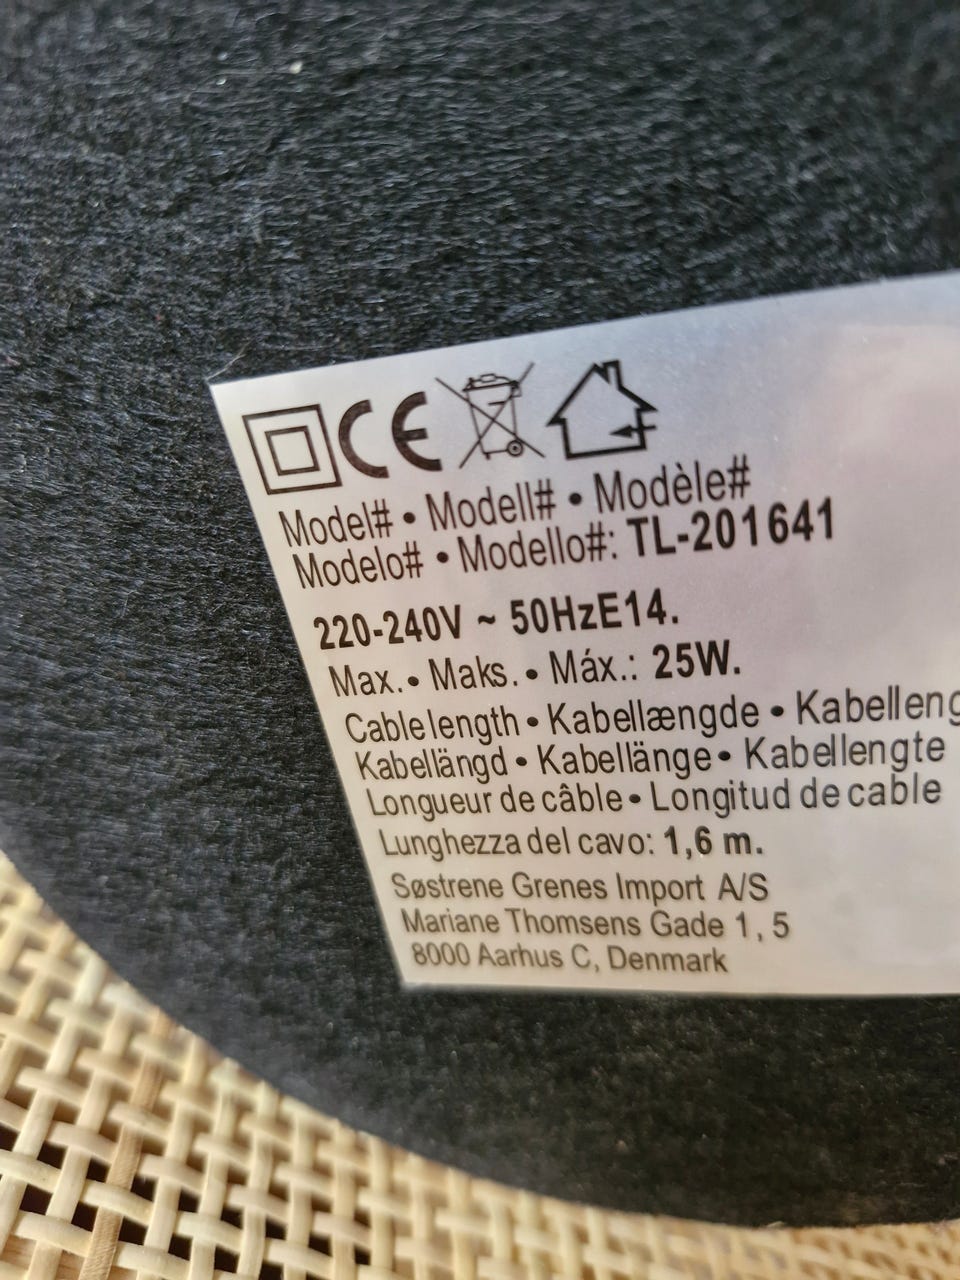 CE
Model# • Modell# • Modèle#
Modelo# • Modello#: TL-201641
220-240V ~ 50HzE14.
Max.• Maks. • Máx.: 25W.
Cable length • Kabellængde • Kabelleng
Kabellängd • Kabellänge • Kabellengte
Longueur de câble • Longitud de cable
Lunghezza del cavo: 1,6 m.
Søstrene Grenes Import A/S
Mariane Thomsens Gade 1, 5
8000 Aarhus C, Denmark